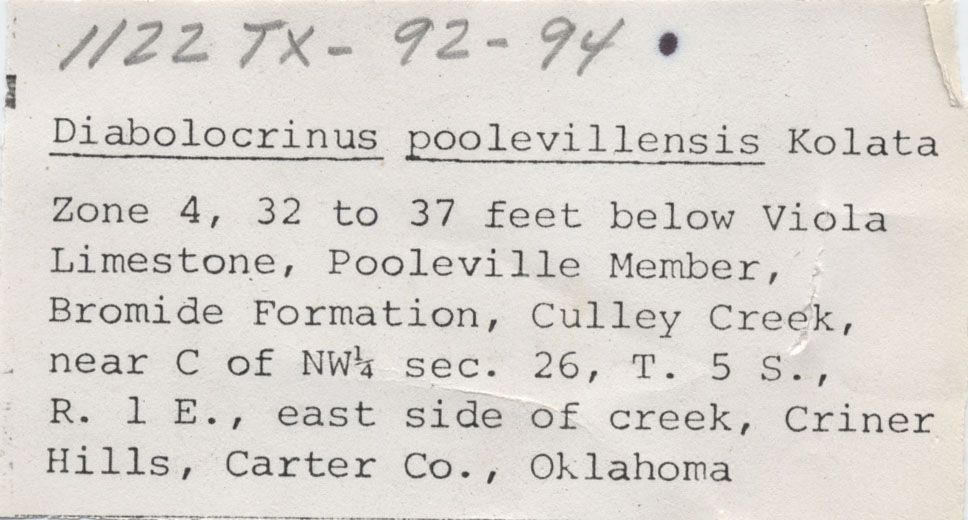 1122 TX- 92-94 •
Diabolocrinus poolevillensis Kolata
Zone 4, 32 to 37 feet below Viola
Limestone, Pooleville Member,
Bromide Formation, Culley Creek,
near C of NW¼ sec. 26, T. 5 S.,
R. 1 E., east side of creek, Criner
Hills, Carter Co., Oklahoma